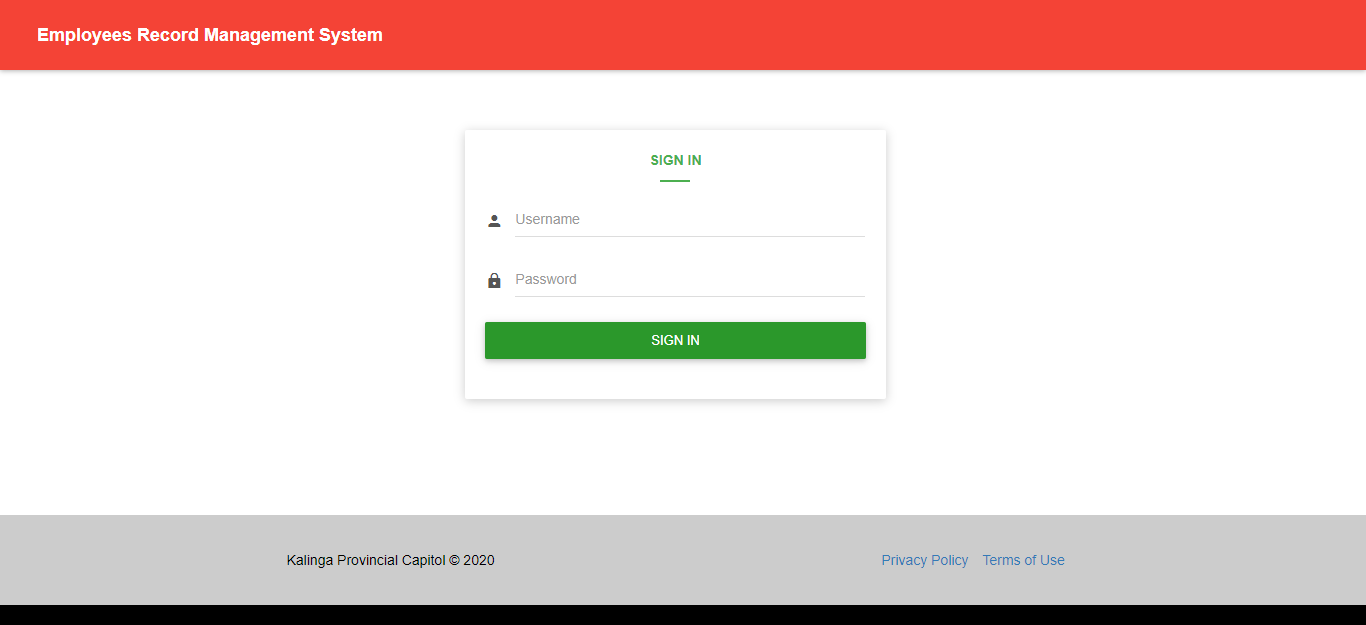 Employees Record Management System
SIGN IN
Username
Password
SIGN IN
Kalinga Provincial Capitol © 2020
Privacy Policy Terms of Use